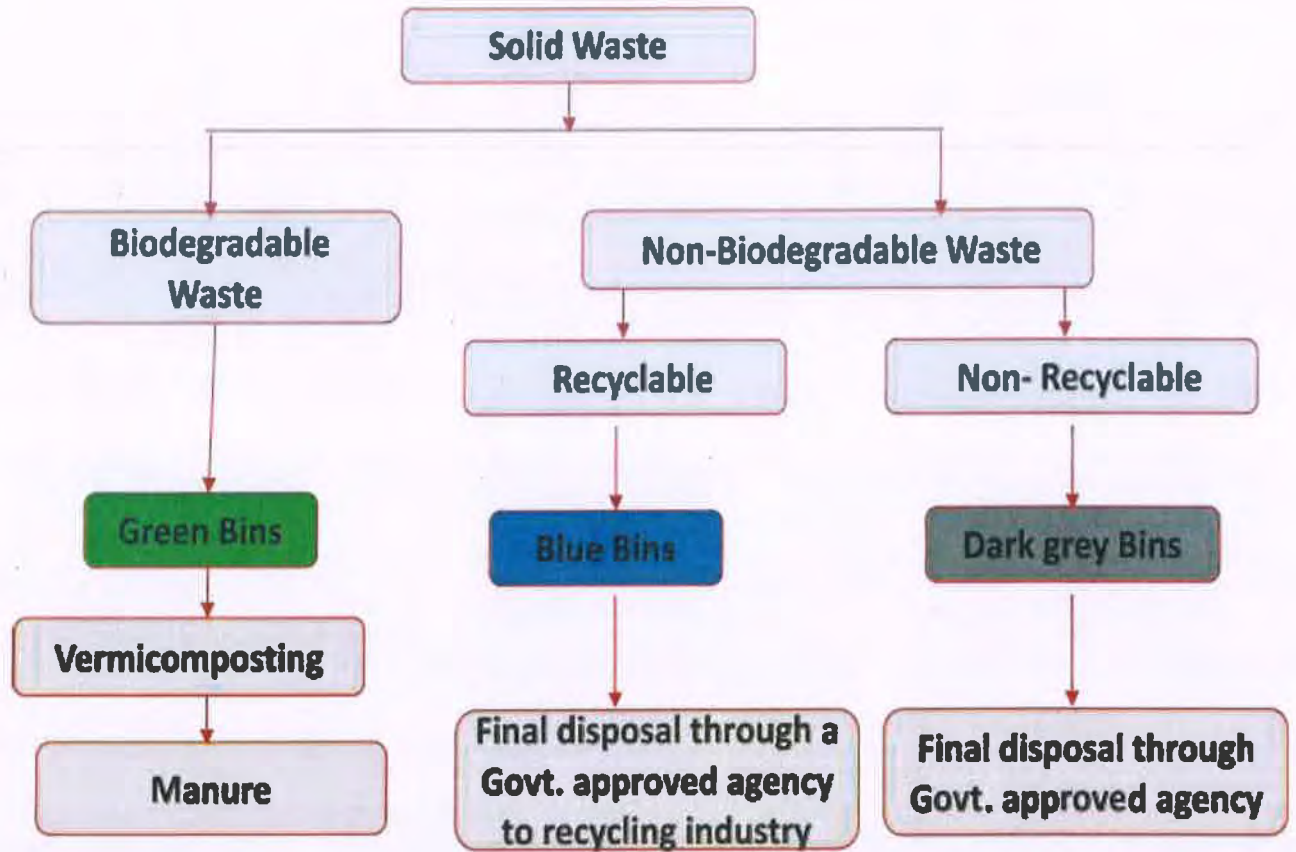 Solid Waste
Biodegradable
Waste
Non-Biodegradable Waste
Recyclable
Non- Recyclable
Green Bins
Blue Bins
Dark grey Bins
Vermicomposting
Manure
Final disposal through a
Govt. approved agency
to recycling industry
Final disposal through
Govt. approved agency